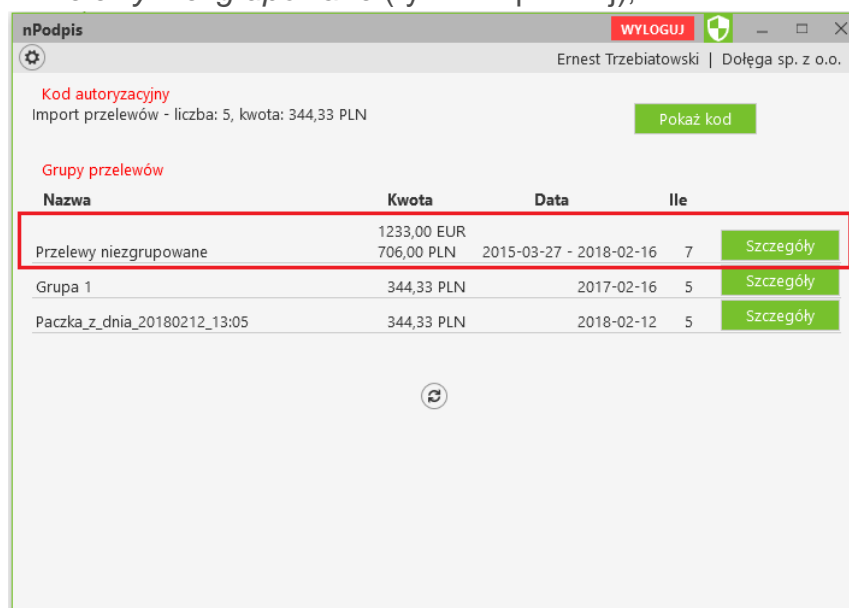 nPodpis WYLOGUJ
Ernest Trzebiatowski | Dołęga sp. z o.o.
Kod autoryzacyjny
Import przelewów - liczba: 5, kwota: 344,33 PLN Pokaż kod
Grupy przelewów
Nazwa Kwota Data Ile
1233,00 EUR
Przelewy niezgrupowane 706,00 PLN 2015-03-27 - 2018-02-16 7 Szczegóły
Grupa 1 344,33 PLN 2017-02-16 5 Szczegóły
Paczka_z_dnia_20180212_13:05 344,33 PLN 2018-02-12 5 Szczegóły